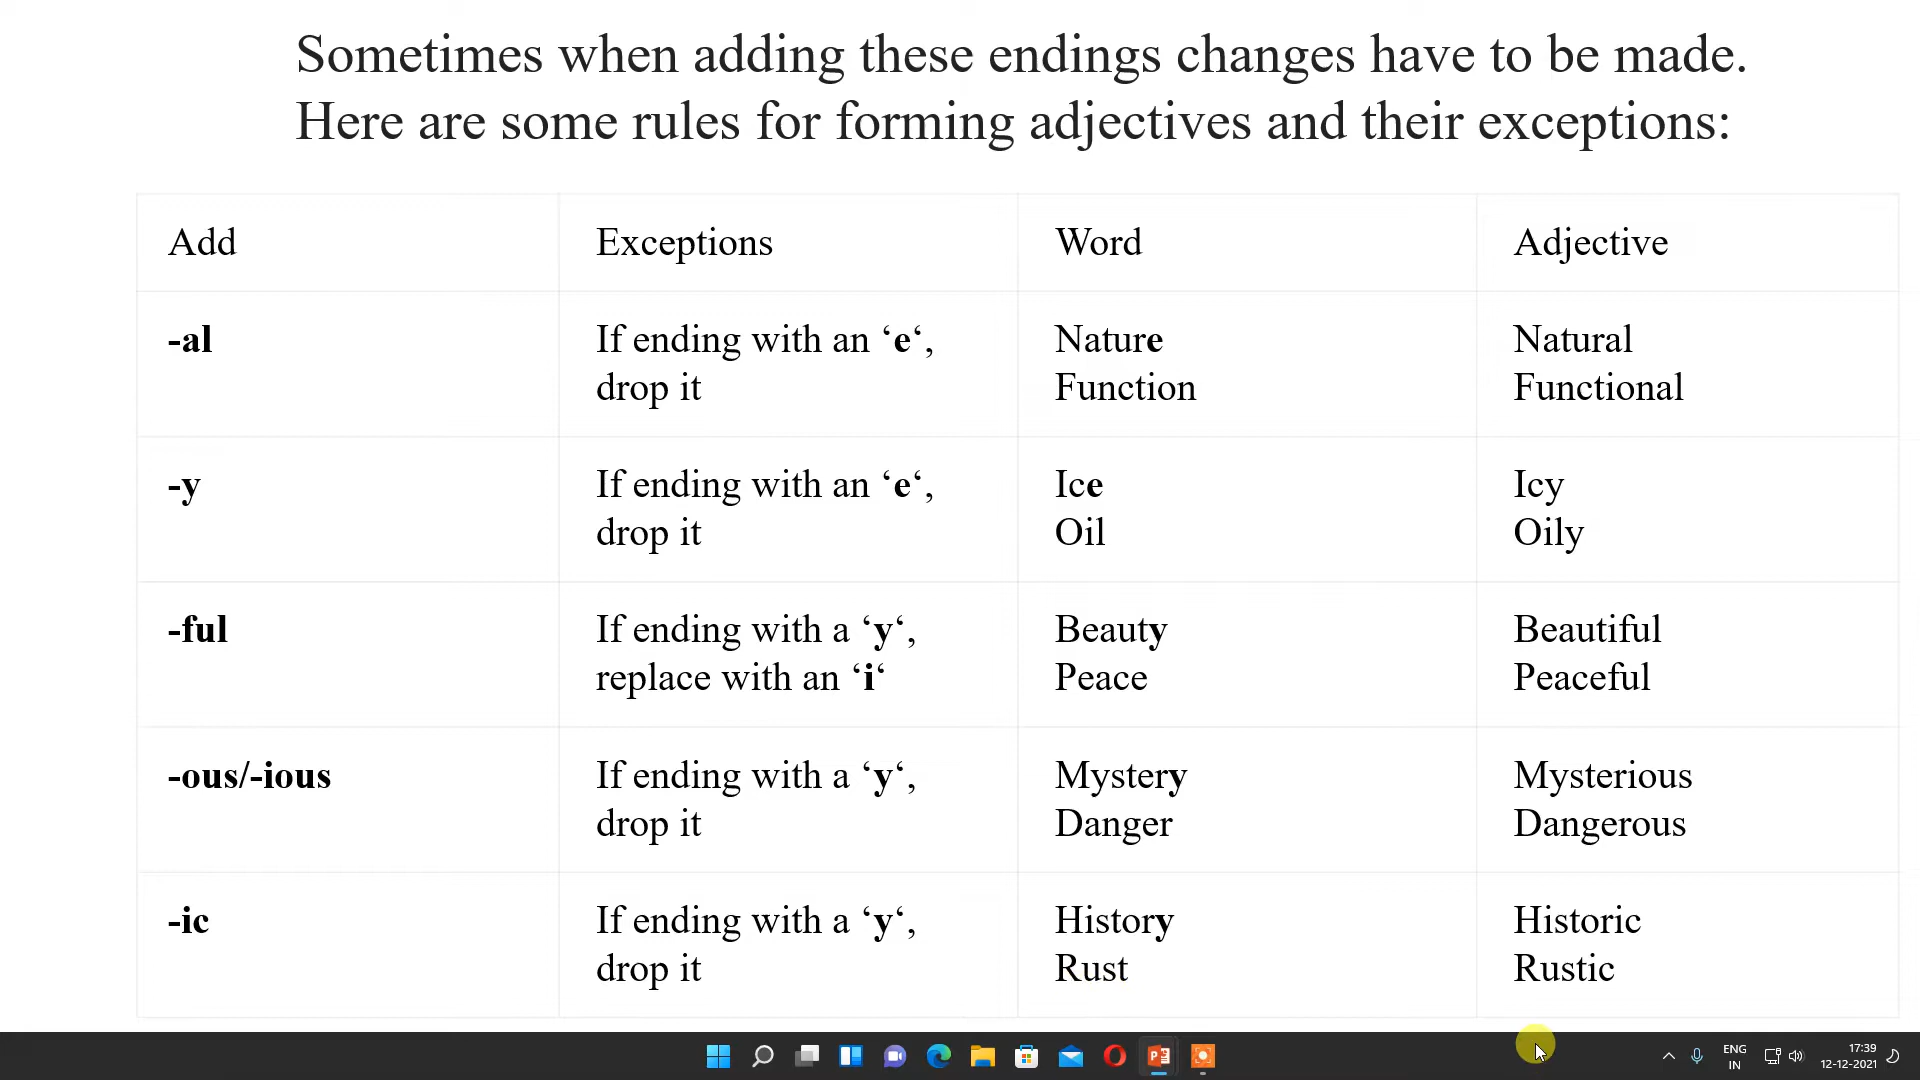 Sometimes when adding these endings changes have to be made.
Here are some rules for forming adjectives and their exceptions:
Add
Exceptions
Word
Adjective
-al
If ending with an ‘e‘,
drop it
Nature
Function
Natural
Functional
-y
If ending with an ‘e‘,
drop it
Ice
Oil
Icy
Oily
-ful
If ending with a ‘y‘,
replace with an ‘i‘
Beauty
Peace
Beautiful
Peaceful
-ous/-ious
If ending with a ‘y‘,
drop it
Mystery
Danger
Mysterious
Dangerous
-ic
If ending with a ‘y‘,
drop it
History
Rust
Historic
Rustic
ENG
IN
17:39
12-12-2021